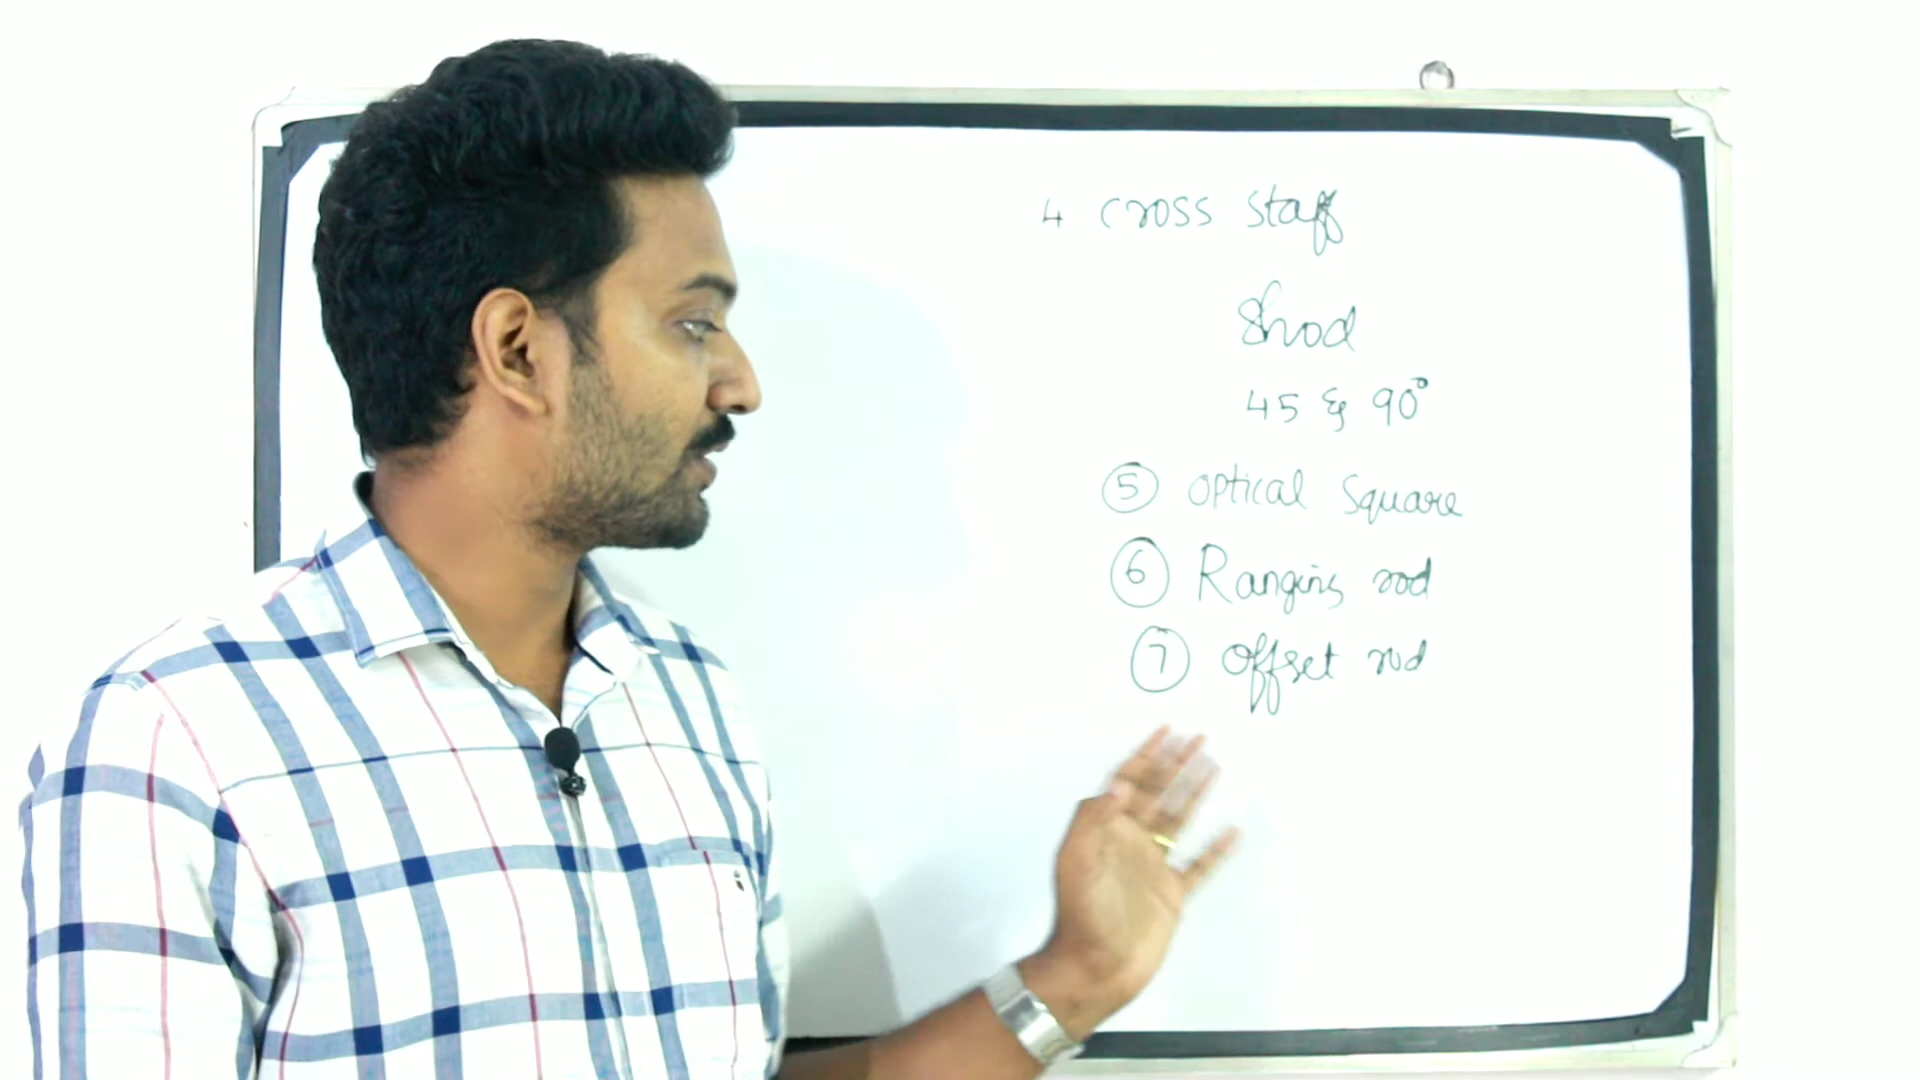 4 Cross Staff
Shod
45 & 90°
⑤ Optical Square
⑥ Ranging rod
⑦ Offset rod